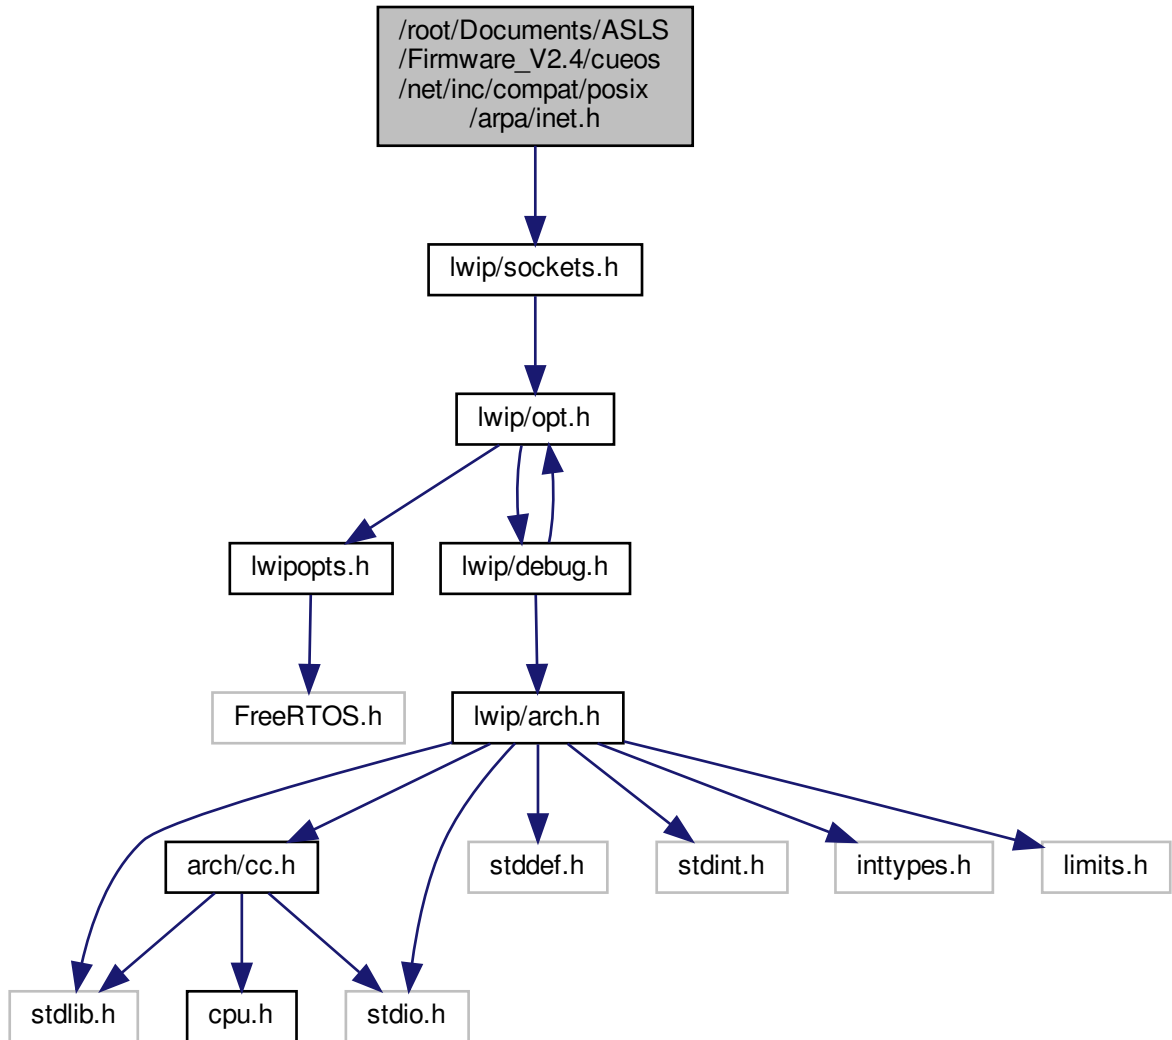 /root/Documents/ASLS
/Firmware_V2.4/cueos
/net/inc/compat/posix
/arpa/inet.h
lwip/sockets.h
lwip/opt.h
lwipopts.h
lwip/debug.h
FreeRTOS.h
lwip/arch.h
arch/cc.h
stddef.h
stdint.h
inttypes.h
limits.h
stdlib.h
cpu.h
stdio.h